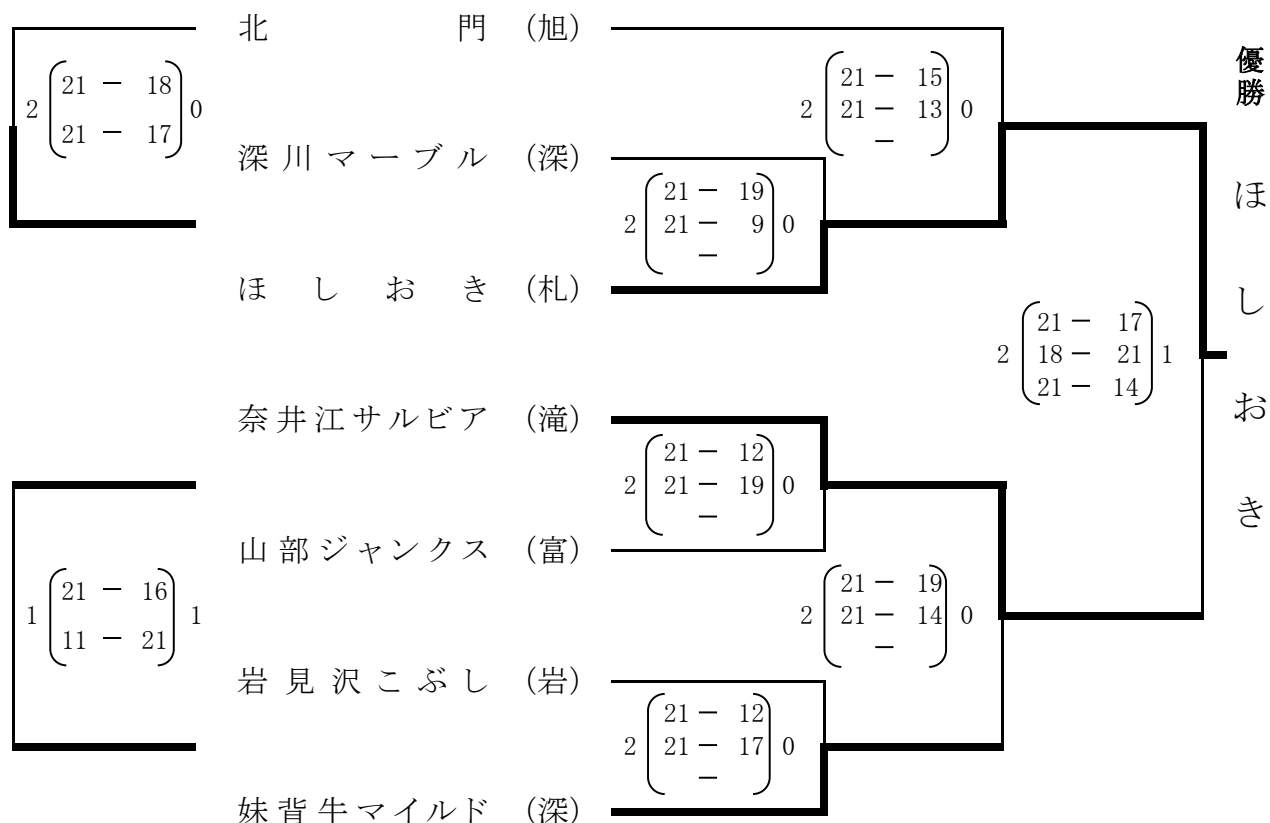 北門 (旭)
優勝 ほしおき
2 21 － 18 0
21 － 17
2 21 － 15 0
21 － 13
－
深川マーブル (深)
2 21 － 19 0
21 － 9
－
ほしおき (札)
2 21 － 17 1
18 － 21
21 － 14
奈井江サルビア (滝)
2 21 － 12 0
21 － 19
－
山部ジャンクス (富)
1 21 － 16 1
11 － 21
2 21 － 19 0
21 － 14
－
岩見沢こぶし (岩)
2 21 － 12 0
21 － 17
－
妹背牛マイルド (深)